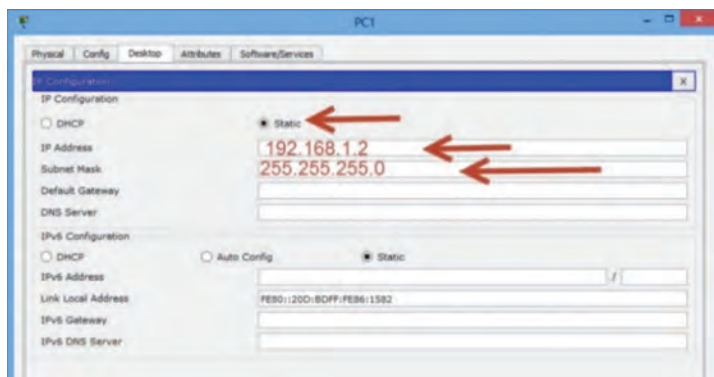 PC1
Physical Config Desktop Attributes Software/Services
IP Configuration X
IP Configuration
DHCP Static
IP Address 192.168.1.2
Subnet Mask 255.255.255.0
Default Gateway
DNS Server
IPv6 Configuration
DHCP Auto Config Static
IPv6 Address /
Link Local Address FE80::20D:BDFF:FE86:1582
IPv6 Gateway
IPv6 DNS Server